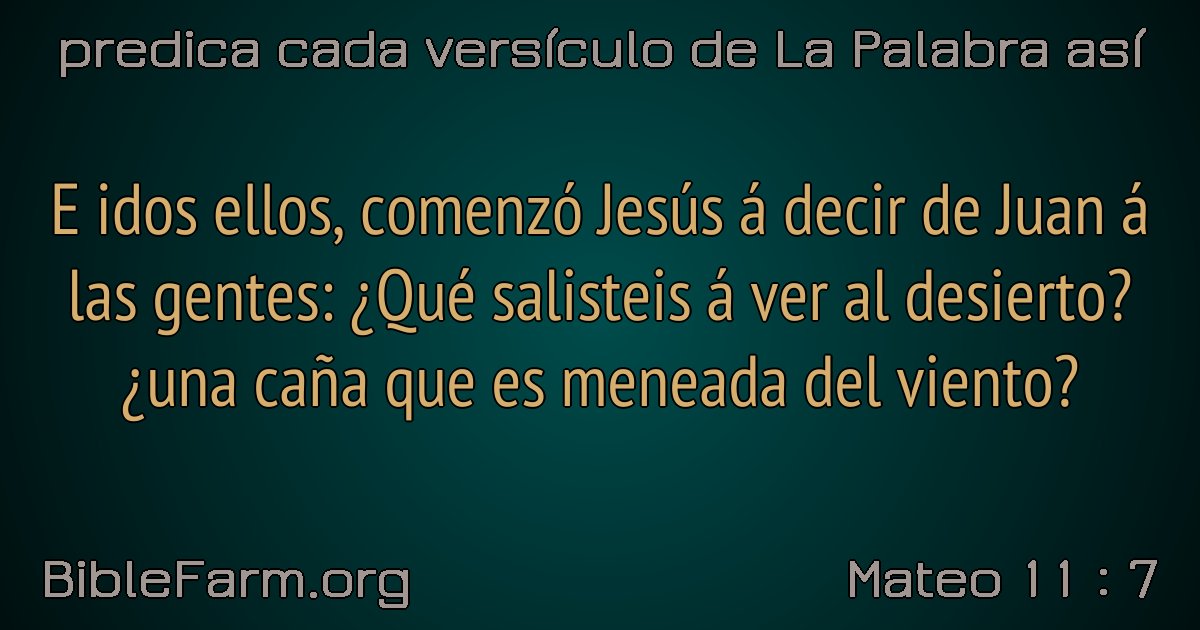 predica cada versículo de La Palabra así
E idos ellos, comenzó Jesús á decir de Juan á
las gentes: ¿Qué salisteis á ver al desierto?
¿una caña que es meneada del viento?
BibleFarm.org
Mateo 11 : 7